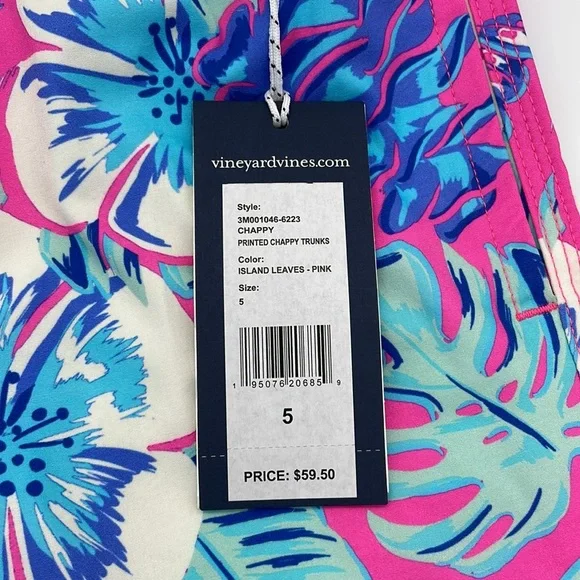 vineyardvines.com
Style:
3M001046-6223
CHAPPY
PRINTED CHAPPY TRUNKS
Color:
ISLAND LEAVES - PINK
Size:
5
1 95076 20685 9
5
PRICE: $59.50